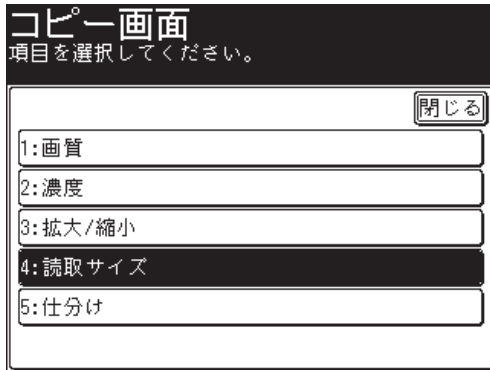 コピー画面
項目を選択してください。
閉じる
1:画質
2:濃度
3:拡大/縮小
4:読取サイズ
5:仕分け